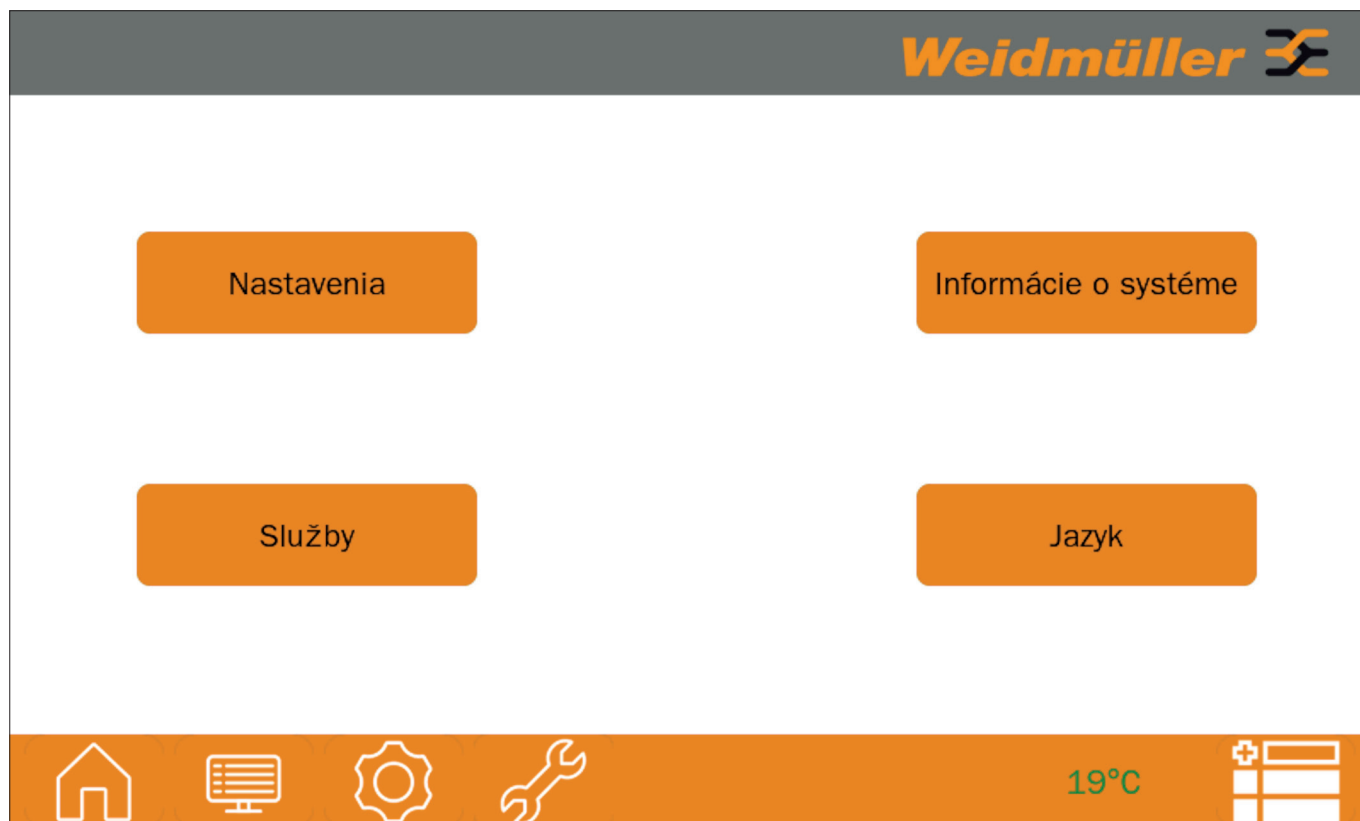 Weidmüller
Nastavenia
Informácie o systéme
Služby
Jazyk
19°C